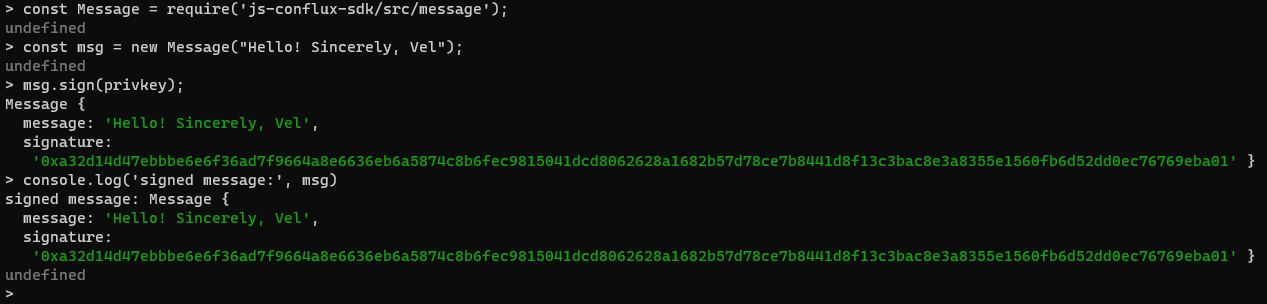 > const Message = require('js-conflux-sdk/src/message');
undefined
> const msg = new Message("Hello! Sincerely, Vel");
undefined
> msg.sign(privkey);
Message {
  message: 'Hello! Sincerely, Vel',
  signature:
   '0xa32d14d47ebbbe6e6f36ad7f9664a8e6636eb6a5874c8b6fec9815041dcd8062628a1682b57d78ce7b8441d8f13c3bac8e3a8355e1560fb6d52dd0ec76769eba01' }
> console.log('signed message:', msg)
signed message: Message {
  message: 'Hello! Sincerely, Vel',
  signature:
   '0xa32d14d47ebbbe6e6f36ad7f9664a8e6636eb6a5874c8b6fec9815041dcd8062628a1682b57d78ce7b8441d8f13c3bac8e3a8355e1560fb6d52dd0ec76769eba01' }
undefined
>